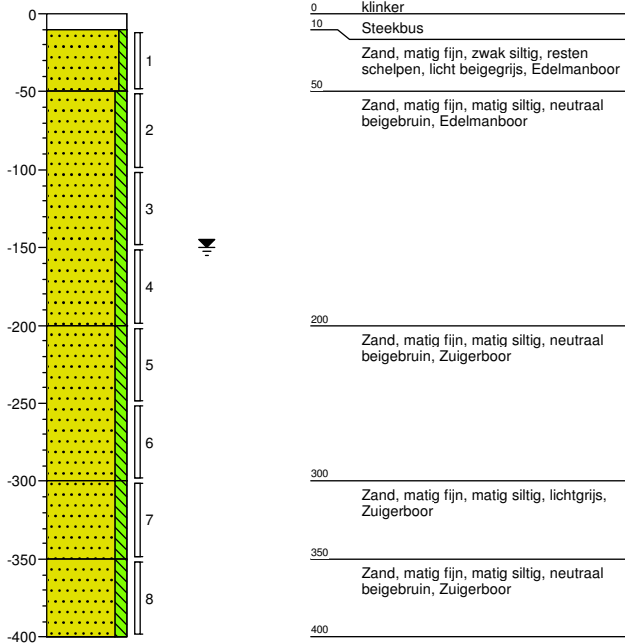 0
-50
-100
-150
-200
-250
-300
-350
-400
1
2
3
4
5
6
7
8
0 klinker
10 Steekbus
Zand, matig fijn, zwak siltig, resten
schelpen, licht beigegrijs, Edelmanboor
50
Zand, matig fijn, matig siltig, neutraal
beigebruin, Edelmanboor
200
Zand, matig fijn, matig siltig, neutraal
beigebruin, Zuigerboor
300
Zand, matig fijn, matig siltig, lichtgrijs,
Zuigerboor
350
Zand, matig fijn, matig siltig, neutraal
beigebruin, Zuigerboor
400